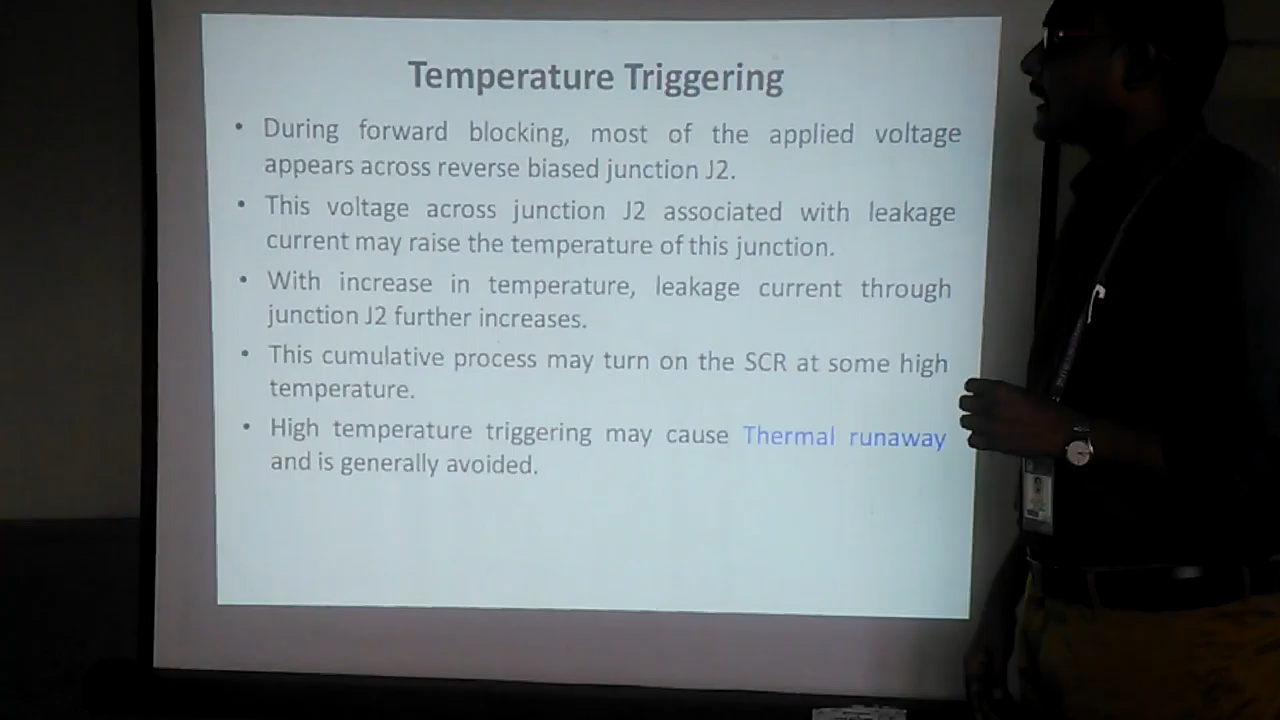 Temperature Triggering
• During forward blocking, most of the applied voltage
appears across reverse biased junction J2.
• This voltage across junction J2 associated with leakage
current may raise the temperature of this junction.
• With increase in temperature, leakage current through
junction J2 further increases.
• This cumulative process may turn on the SCR at some high
temperature.
• High temperature triggering may cause Thermal runaway
and is generally avoided.